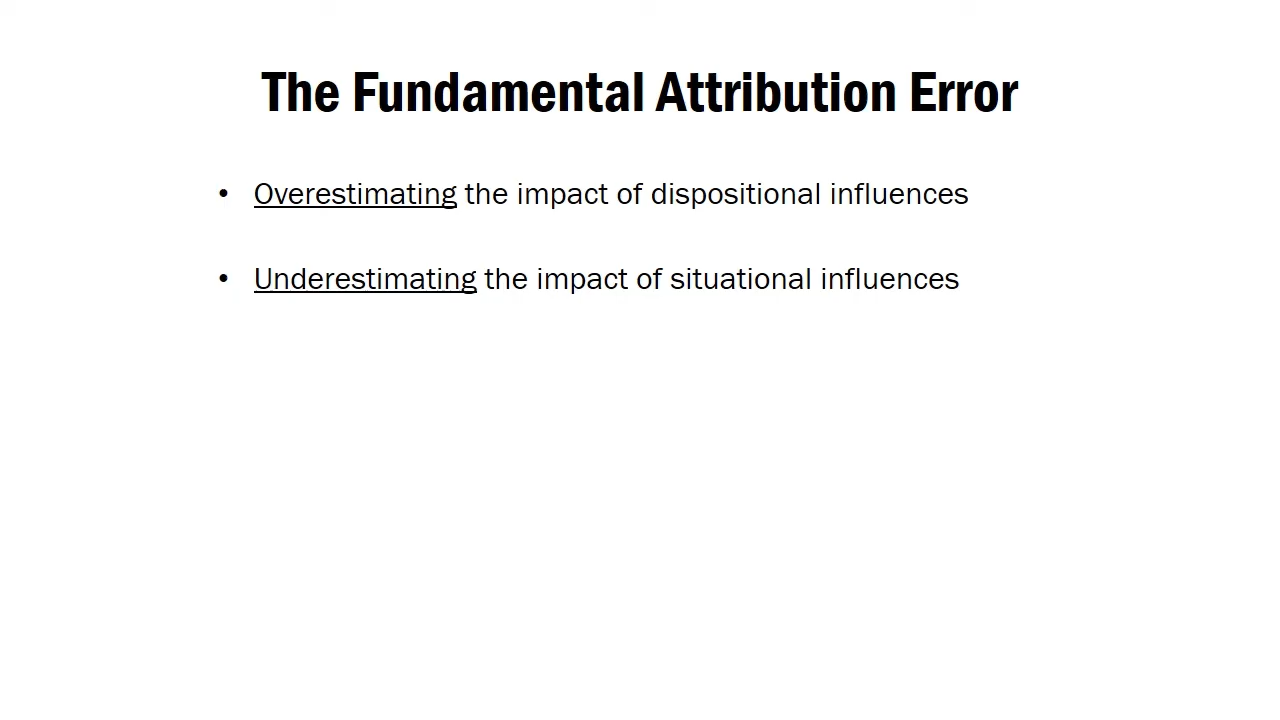 The Fundamental Attribution Error
• Overestimating the impact of dispositional influences
• Underestimating the impact of situational influences